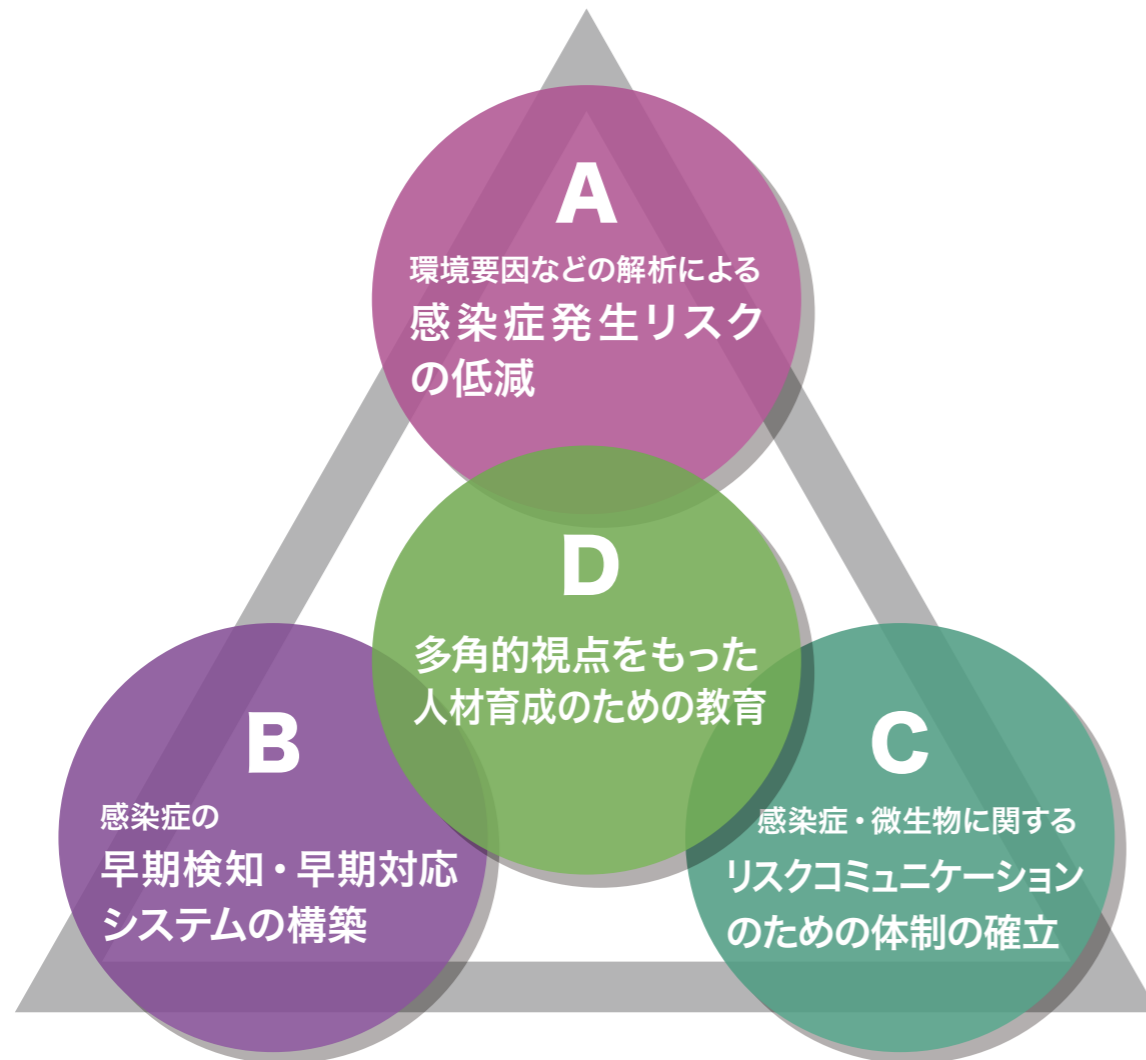 A
環境要因などの解析による
感染症発生リスク
の低減
D
多角的視点をもった
人材育成のための教育
B
感染症の
早期検知・早期対応
システムの構築
C
感染症・微生物に関する
リスクコミュニケーション
のための体制の確立